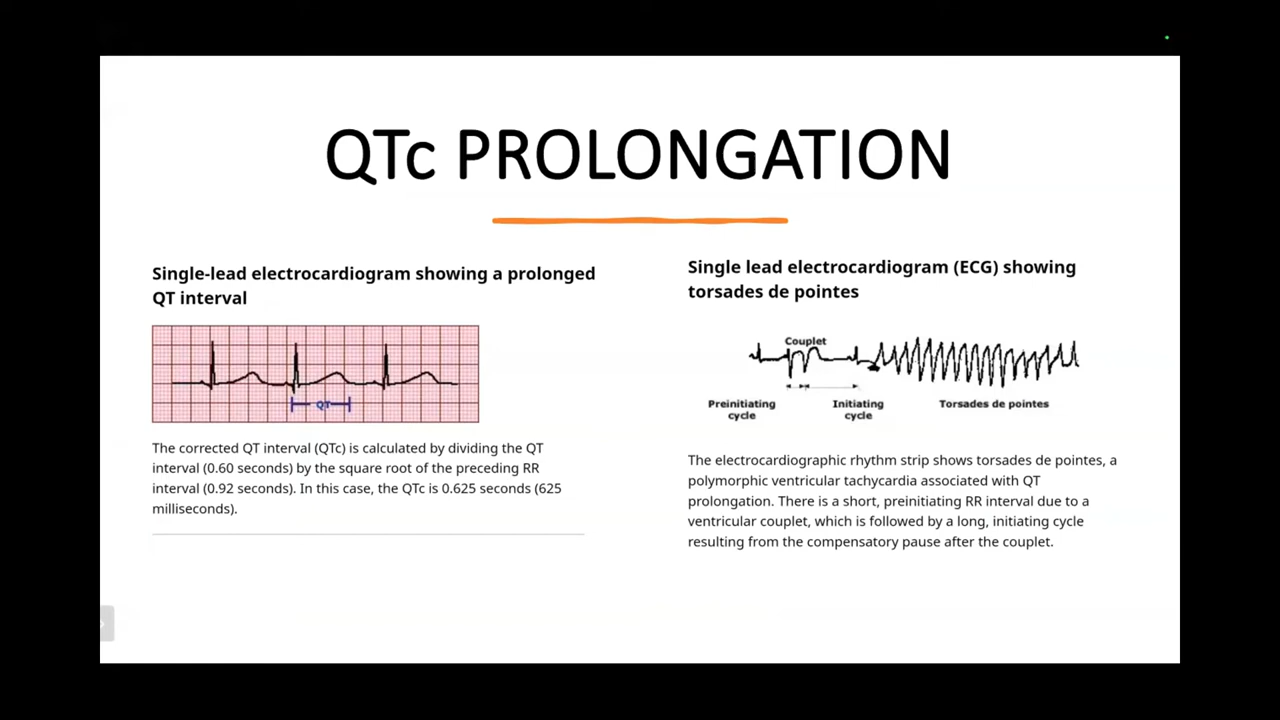 QTc PROLONGATION
Single-lead electrocardiogram showing a prolonged
QT interval
QT
The corrected QT interval (QTc) is calculated by dividing the QT
interval (0.60 seconds) by the square root of the preceding RR
interval (0.92 seconds). In this case, the QTc is 0.625 seconds (625
milliseconds).
Single lead electrocardiogram (ECG) showing
torsades de pointes
Couplet
Preinitiating
cycle
Initiating
cycle
Torsades de pointes
The electrocardiographic rhythm strip shows torsades de pointes, a
polymorphic ventricular tachycardia associated with QT
prolongation. There is a short, preinitiating RR interval due to a
ventricular couplet, which is followed by a long, initiating cycle
resulting from the compensatory pause after the couplet.